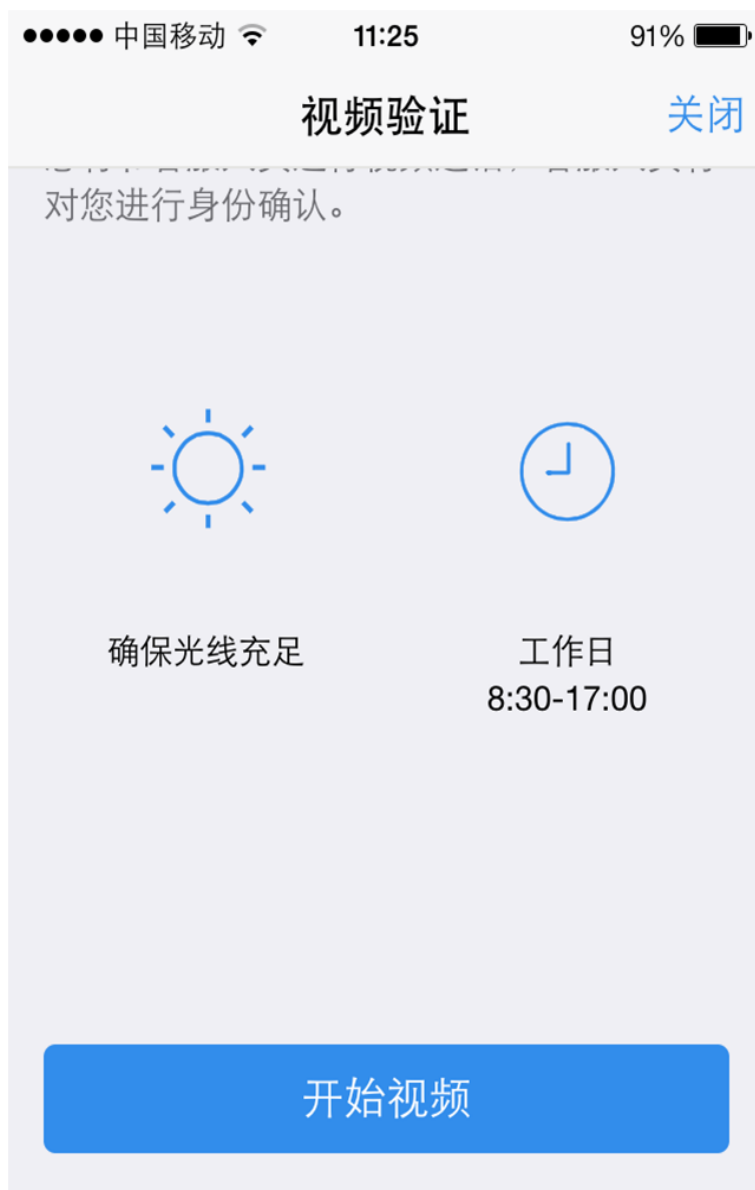 中国移动 11:25 91%
视频验证 关闭
对您进行身份确认。
确保光线充足
工作日
8:30-17:00
开始视频